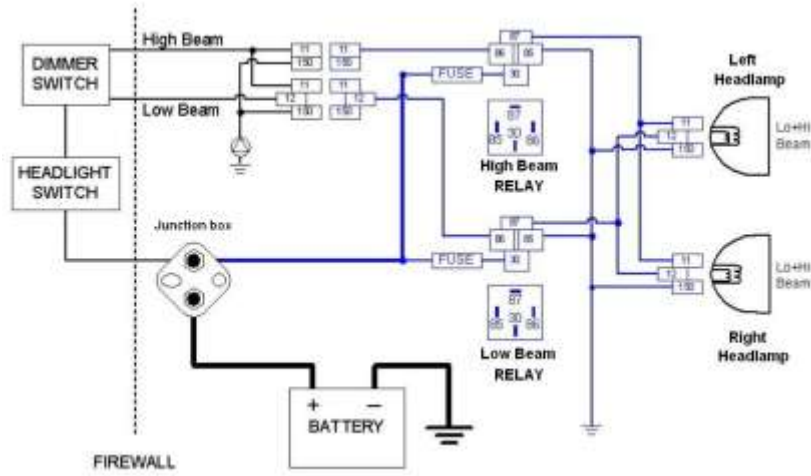 High Beam
DIMMER
SWITCH
Low Beam
HEADLIGHT
SWITCH
Junction box
FIREWALL
+ −
BATTERY
11 11
150 150
11 11
12 12
150 150
87
86 85
30
FUSE
87
85 30 86
High Beam
RELAY
87
86 85
30
FUSE
87
85 30 86
Low Beam
RELAY
Left
Headlamp
11
12
150
Lo+Hi
Beam
11
12
150
Lo+Hi
Beam
Right
Headlamp